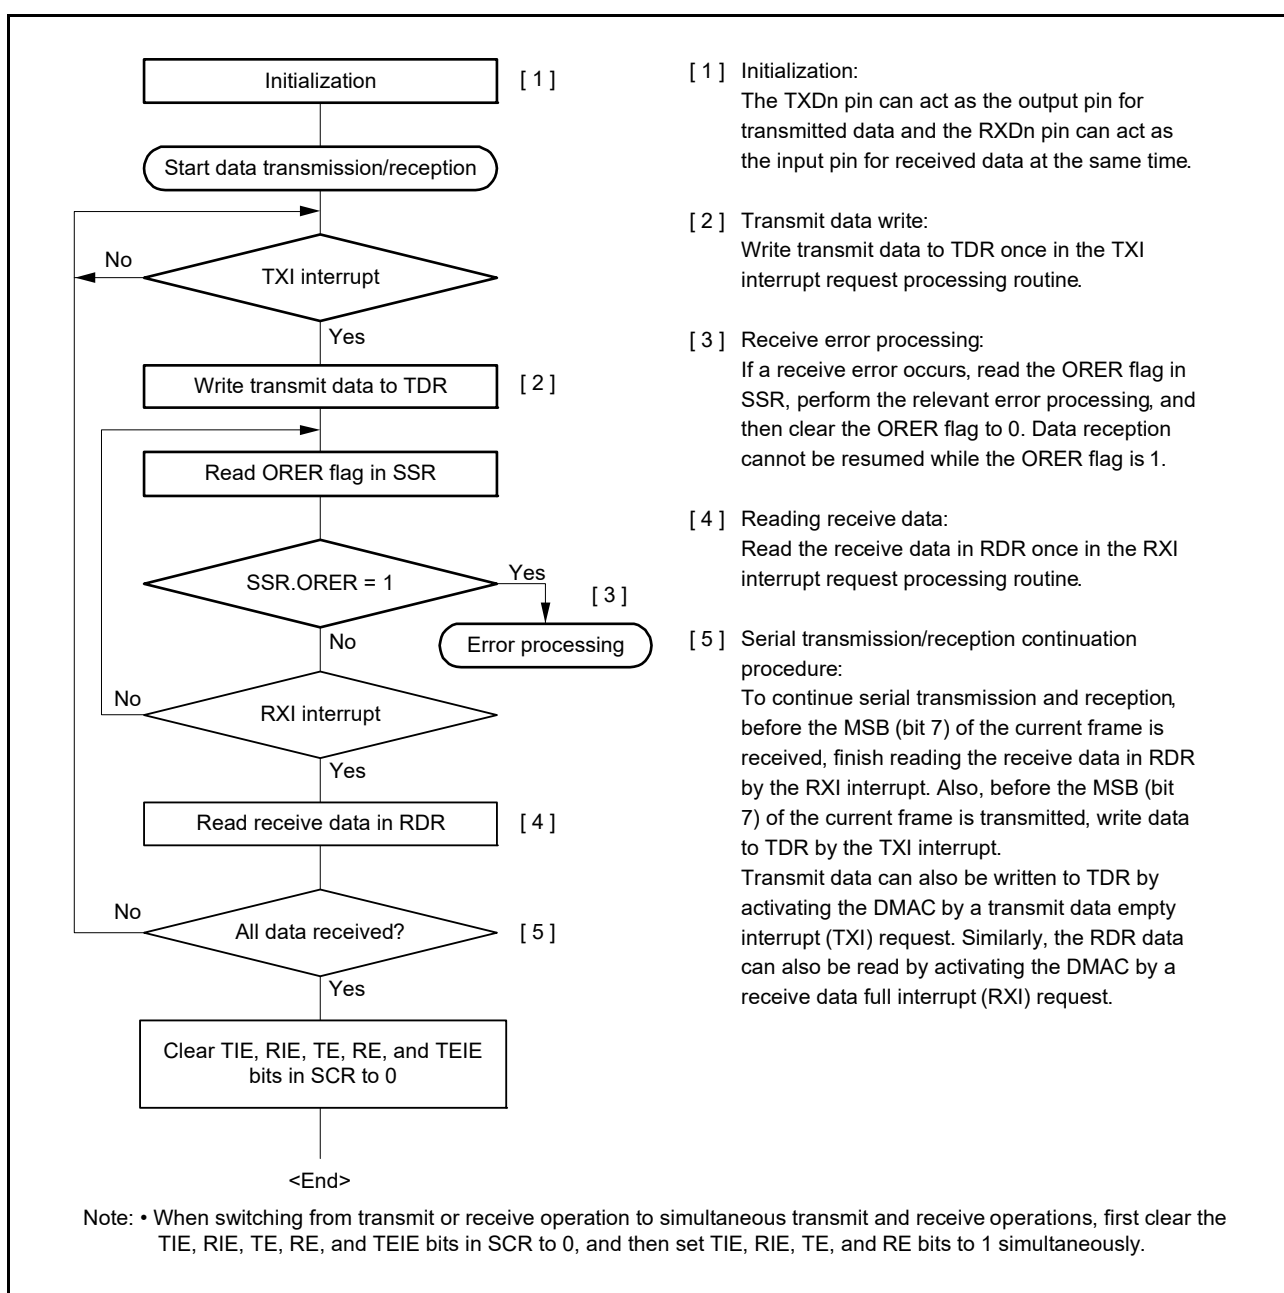 Initialization
[ 1 ]
Start data transmission/reception
No
TXI interrupt
Yes
Write transmit data to TDR
[ 2 ]
Read ORER flag in SSR
SSR.ORER = 1
Yes
[ 3 ]
Error processing
No
No
RXI interrupt
Yes
Read receive data in RDR
[ 4 ]
No
All data received?
[ 5 ]
Yes
Clear TIE, RIE, TE, RE, and TEIE
bits in SCR to 0
<End>
[ 1 ] Initialization:
The TXDn pin can act as the output pin for
transmitted data and the RXDn pin can act as
the input pin for received data at the same time.
[ 2 ] Transmit data write:
Write transmit data to TDR once in the TXI
interrupt request processing routine.
[ 3 ] Receive error processing:
If a receive error occurs, read the ORER flag in
SSR, perform the relevant error processing, and
then clear the ORER flag to 0. Data reception
cannot be resumed while the ORER flag is 1.
[ 4 ] Reading receive data:
Read the receive data in RDR once in the RXI
interrupt request processing routine.
[ 5 ] Serial transmission/reception continuation
procedure:
To continue serial transmission and reception,
before the MSB (bit 7) of the current frame is
received, finish reading the receive data in RDR
by the RXI interrupt. Also, before the MSB (bit
7) of the current frame is transmitted, write data
to TDR by the TXI interrupt.
Transmit data can also be written to TDR by
activating the DMAC by a transmit data empty
interrupt (TXI) request. Similarly, the RDR data
can also be read by activating the DMAC by a
receive data full interrupt (RXI) request.
Note: • When switching from transmit or receive operation to simultaneous transmit and receive operations, first clear the
TIE, RIE, TE, RE, and TEIE bits in SCR to 0, and then set TIE, RIE, TE, and RE bits to 1 simultaneously.